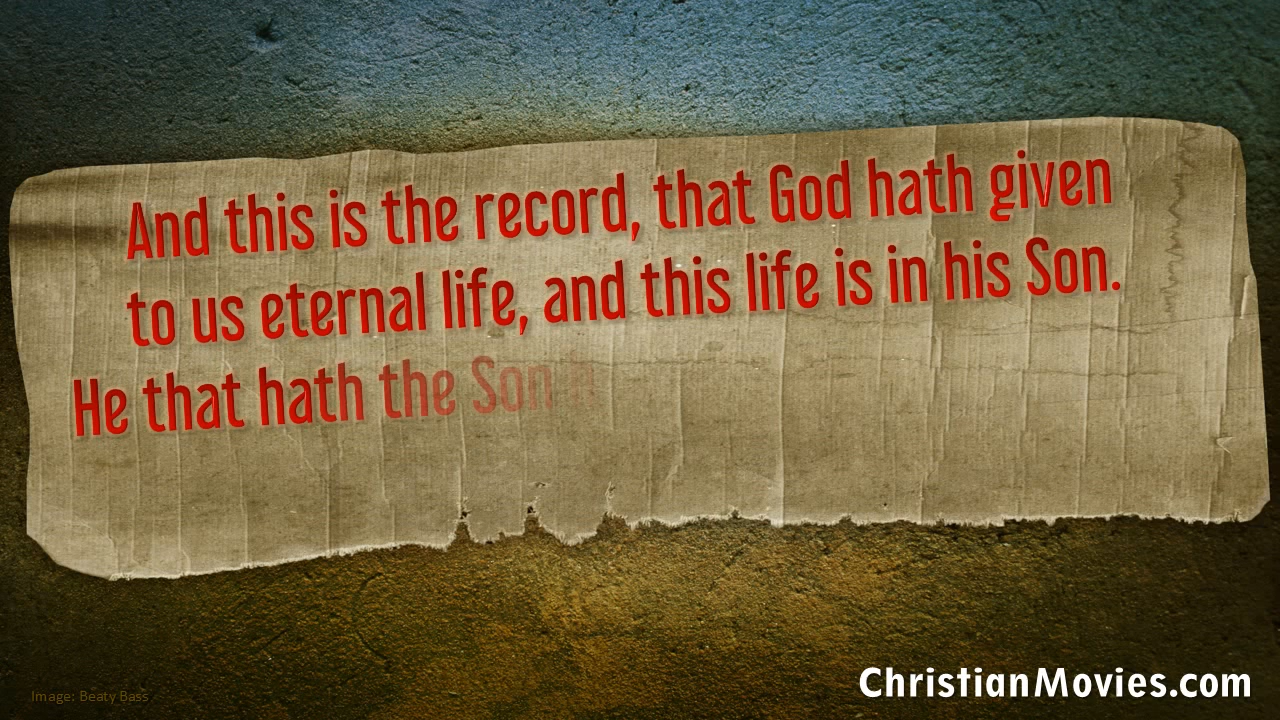 And this is the record, that God hath given
to us eternal life, and this life is in his Son.
He that hath the Son h
Image: Beaty Bass
ChristianMovies.com